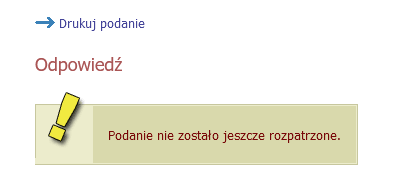 Drukuj podanie
Odpowiedź
Podanie nie zostało jeszcze rozpatrzone.